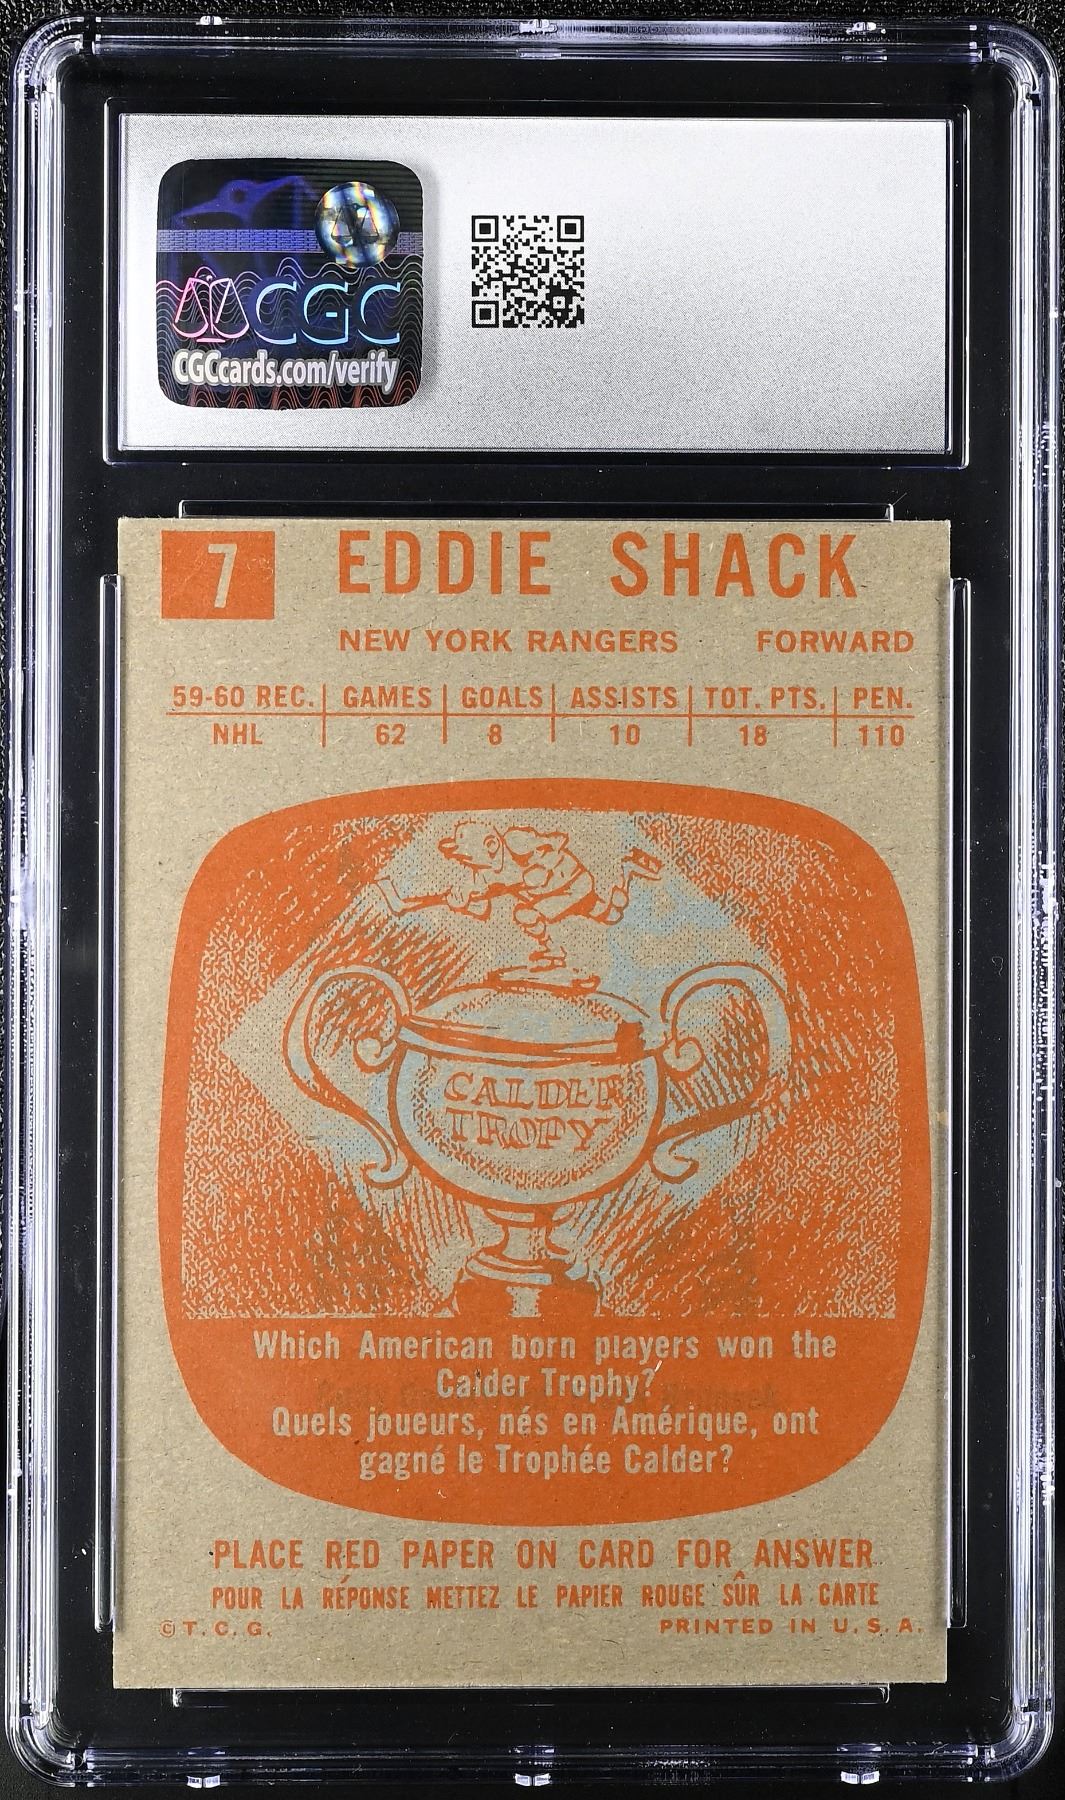 CGC
CGCcards.com/verify
7 EDDIE SHACK
NEW YORK RANGERS FORWARD
59-60 REC. GAMES GOALS ASSISTS TOT. PTS. PEN.
NHL 62 8 10 18 110
CALDER
TROPY
Which American born players won the
Calder Trophy?
Quels joueurs, nés en Amérique, ont
gagné le Trophée Calder?
PLACE RED PAPER ON CARD FOR ANSWER
POUR LA RÉPONSE METTEZ LE PAPIER ROUGE SÛR LA CARTE
©T.C.G. PRINTED IN U.S.A.